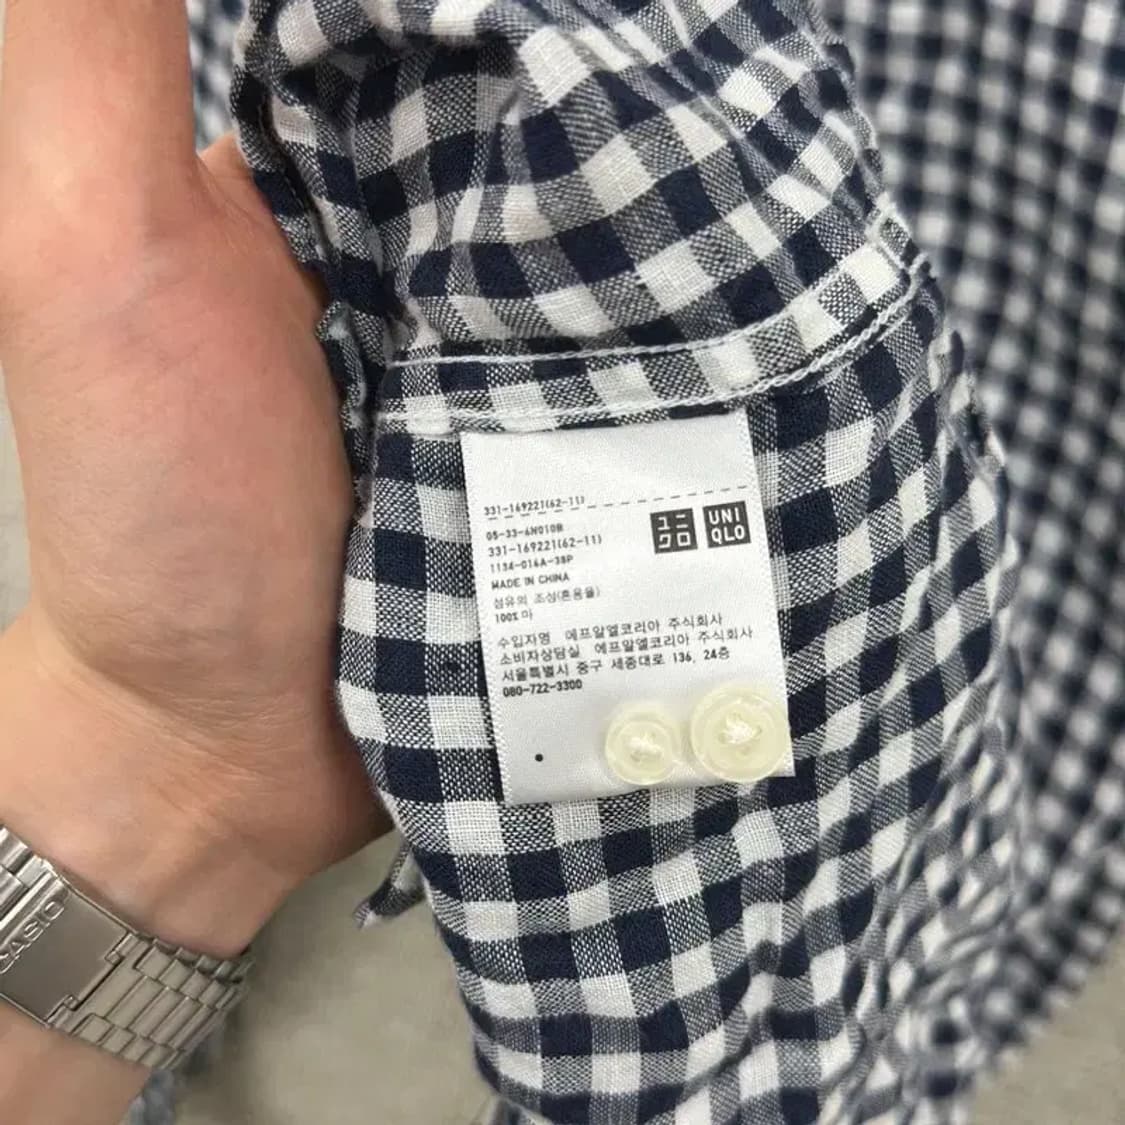 331-169221(62-11)
05-33-6N010B
331-169221(62-11)
1134-016A-38P
MADE IN CHINA
섬유의 조성(혼용율)
100% 마
ユニ
クロ
UNI
QLO
수입자명 에프알엘코리아 주식회사
소비자상담실 에프알엘코리아 주식회사
서울특별시 중구 세종대로 136, 24층
080-722-3300
CASIO